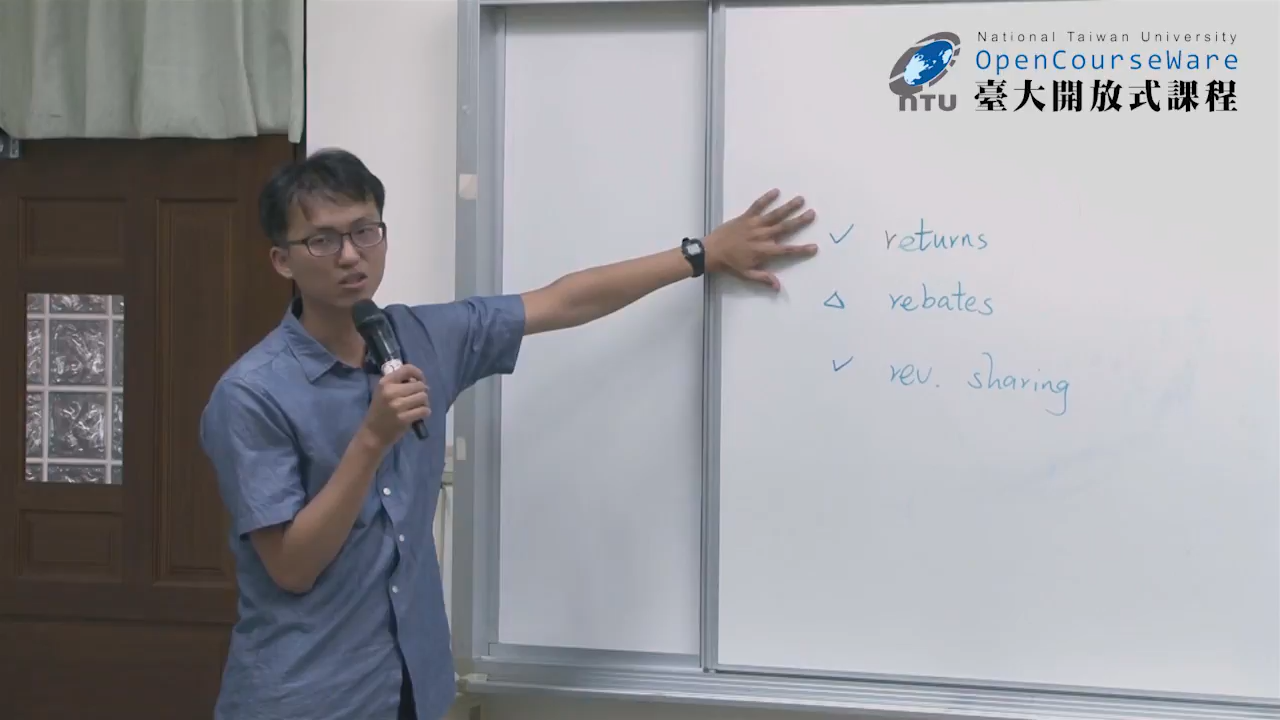 National Taiwan University
OpenCourseWare
NTU 臺大開放式課程
✓ returns
△ rebates
✓ rev. sharing